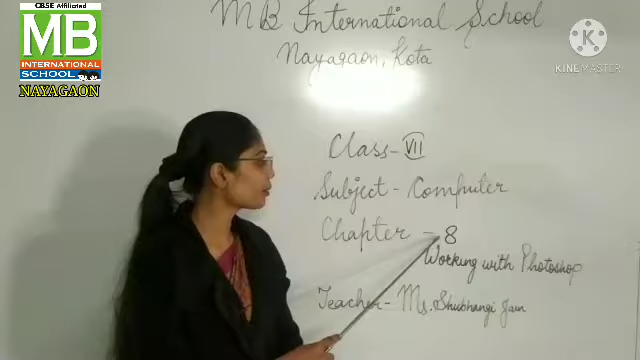 CBSE Affiliated
MB
INTERNATIONAL
SCHOOL
NAYAGAON
MB International School
Nayagaon, Kota
KINEMASTER
Class - VII
Subject - Computer
Chapter - 8
Working with Photoshop
Teacher - Ms. Shubhangi Jain